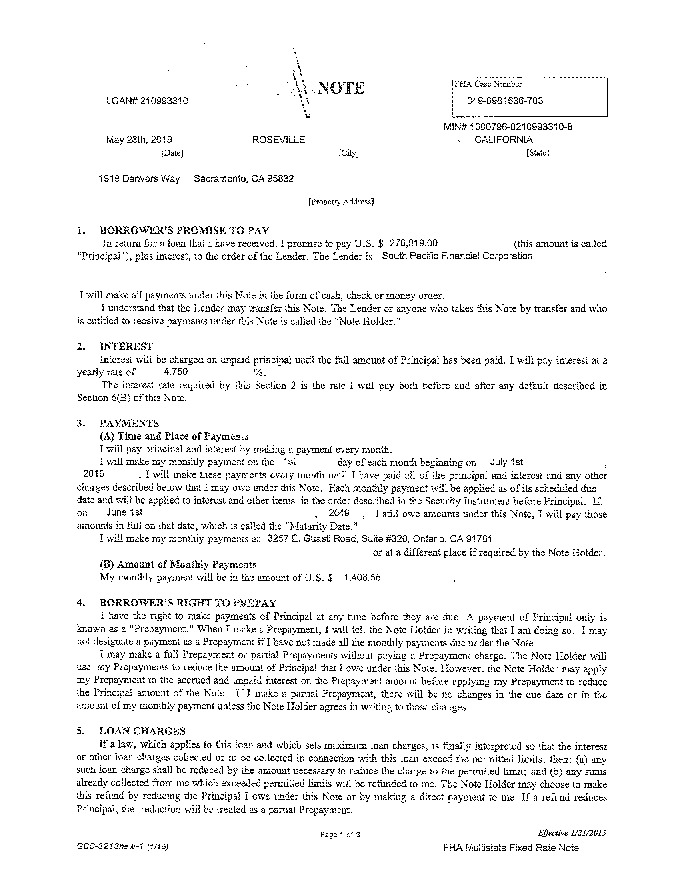 NOTE
LOAN# 210993310
FHA Case Number
MIN#
May 28th, ROSEVILLE CALIFORNIA
[Date] [City] [State]
Denvers Way Sacramento, CA
[Property Address]
1. BORROWER'S PROMISE TO PAY
In return for a loan that I have received, I promise to pay U.S. $ (this amount is called
"Principal"), plus interest, to the order of the Lender. The Lender is South Pacific Financial Corporation
I will make all payments under this Note in the form of cash, check or money order.
I understand that the Lender may transfer this Note. The Lender or anyone who takes this Note by transfer and who
is entitled to receive payments under this Note is called the "Note Holder."
2. INTEREST
Interest will be charged on unpaid principal until the full amount of Principal has been paid. I will pay interest at a
yearly rate of 4.750 %.
The interest rate required by this Section 2 is the rate I will pay both before and after any default described in
Section 6(B) of this Note.
3. PAYMENTS
(A) Time and Place of Payments
I will pay principal and interest by making a payment every month.
I will make my monthly payment on the 1st day of each month beginning on July 1st ,
. I will make these payments every month until I have paid all of the principal and interest and any other
charges described below that I may owe under this Note. Each monthly payment will be applied as of its scheduled due
date and will be applied to interest and other items in the order described in the Security Instrument before Principal. If,
on June 1st , , I still owe amounts under this Note, I will pay those
amounts in full on that date, which is called the "Maturity Date."
I will make my monthly payments at 3257 E. Guasti Road, Suite #320, Ontario, CA 91761
or at a different place if required by the Note Holder.
(B) Amount of Monthly Payments
My monthly payment will be in the amount of U.S. $ .
4. BORROWER'S RIGHT TO PREPAY
I have the right to make payments of Principal at any time before they are due. A payment of Principal only is
known as a "Prepayment." When I make a Prepayment, I will tell the Note Holder in writing that I am doing so. I may
not designate a payment as a Prepayment if I have not made all the monthly payments due under the Note.
I may make a full Prepayment or partial Prepayments without paying a Prepayment charge. The Note Holder will
use my Prepayments to reduce the amount of Principal that I owe under this Note. However, the Note Holder may apply
my Prepayment to the accrued and unpaid interest on the Prepayment amount before applying my Prepayment to reduce
the Principal amount of the Note. If I make a partial Prepayment, there will be no changes in the due date or in the
amount of my monthly payment unless the Note Holder agrees in writing to those changes.
5. LOAN CHARGES
If a law, which applies to this loan and which sets maximum loan charges, is finally interpreted so that the interest
or other loan charges collected or to be collected in connection with this loan exceed the permitted limits, then: (a) any
such loan charge shall be reduced by the amount necessary to reduce the charge to the permitted limit; and (b) any sums
already collected from me which exceeded permitted limits will be refunded to me. The Note Holder may choose to make
this refund by reducing the Principal I owe under this Note or by making a direct payment to me. If a refund reduces
Principal, the reduction will be treated as a partial Prepayment.
Page 1 of 3
Effective 1/21/2015
FHA Multistate Fixed Rate Note